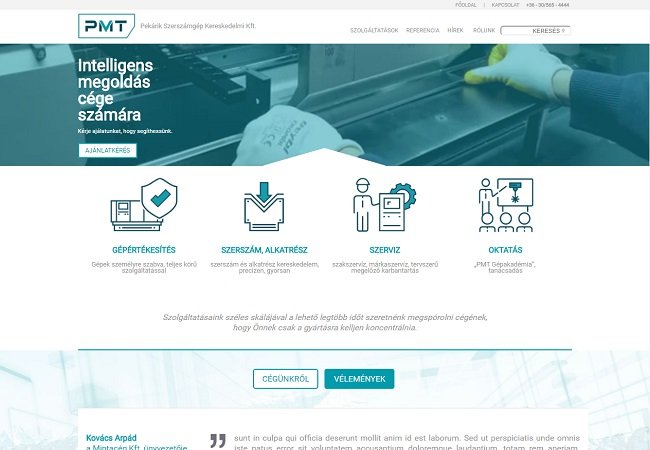 FŐOLDAL | KAPCSOLAT +36 - 30/565 - 4444
PMT Pekárik Szerszámgép Kereskedelmi Kft.
SZOLGÁLTATÁSOK REFERENCIA HÍREK RÓLUNK KERESÉS
Intelligens
megoldás
cége
számára
Kérje ajálatunkat, hogy segíthessünk.
AJÁNLATKÉRÉS
GÉPÉRTÉKESÍTÉS
Gépek személyre szabva, teljes körű
szolgáltatással
SZERSZÁM, ALKATRÉSZ
szerszám és alkatrész kereskedelem,
precízen, gyorsan
SZERVIZ
szakszervíz, márkaszervíz, tervszerű
megelőző karbantartás
OKTATÁS
„PMT Gépakadémia”,
tanácsadás
Szolgáltatásaink széles skálájával a lehető legtöbb időt szeretnénk megspórolni cégének,
hogy Önnek csak a gyártásra kelljen koncentrálnia.
CÉGÜNKRŐL VÉLEMÉNYEK
Kovács Arpád
a Mintacég Kft. ügyvezetője
” sunt in culpa qui officia deserunt mollit anim id est laborum. Sed ut perspiciatis unde omnis
iste natus error sit voluptatem accusantium doloremque laudantium, totam rem aperiam,